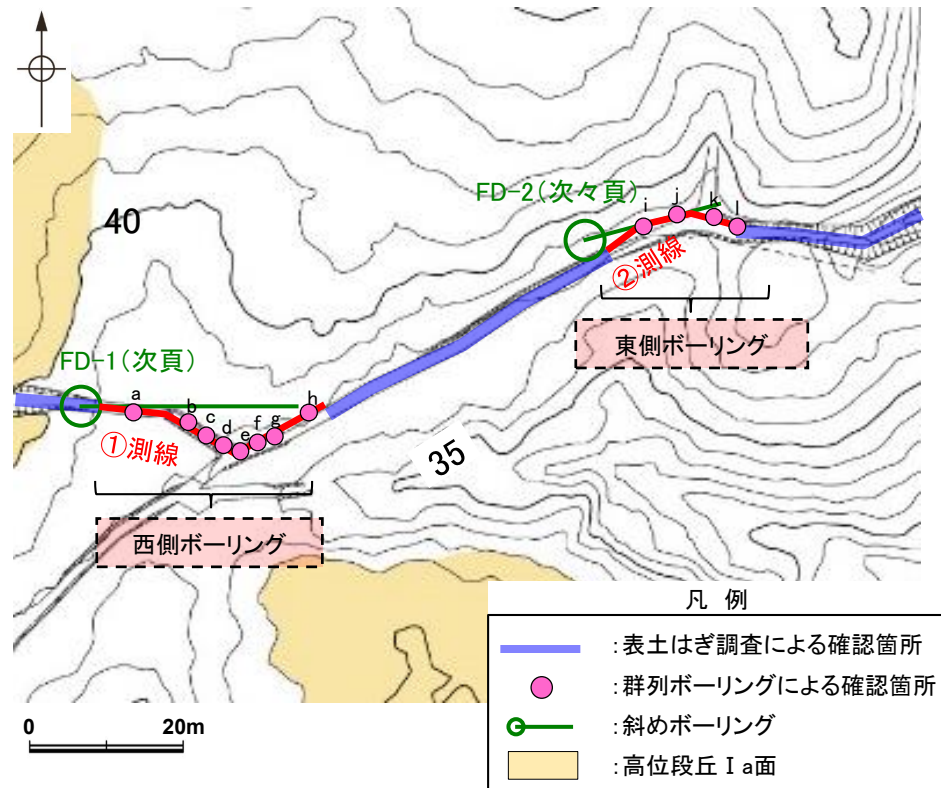 40
FD-2(次々頁)
i
j
k
l
②測線
東側ボーリング
FD-1(次頁)
a
b
c
d
e
f
g
h
①測線
35
西側ボーリング
凡 例
:表土はぎ調査による確認箇所
:群列ボーリングによる確認箇所
:斜めボーリング
:高位段丘Ⅰa面
0 20m